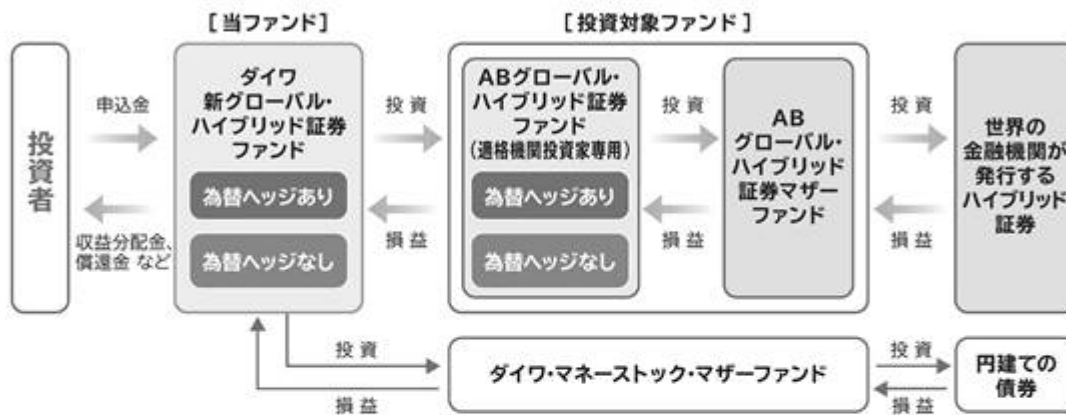 [当ファンド]
[投資対象ファンド]
投資者
申込金
収益分配金、
償還金 など
ダイワ
新グローバル・
ハイブリッド証券
ファンド
為替ヘッジあり
為替ヘッジなし
投資
損益
ABグローバル・
ハイブリッド証券
ファンド
(適格機関投資家専用)
為替ヘッジあり
為替ヘッジなし
投資
損益
AB
グローバル・
ハイブリッド
証券マザー
ファンド
投資
損益
世界の
金融機関が
発行する
ハイブリッド
証券
投資
損益
ダイワ・マネーストック・マザーファンド
投資
損益
円建ての
債券